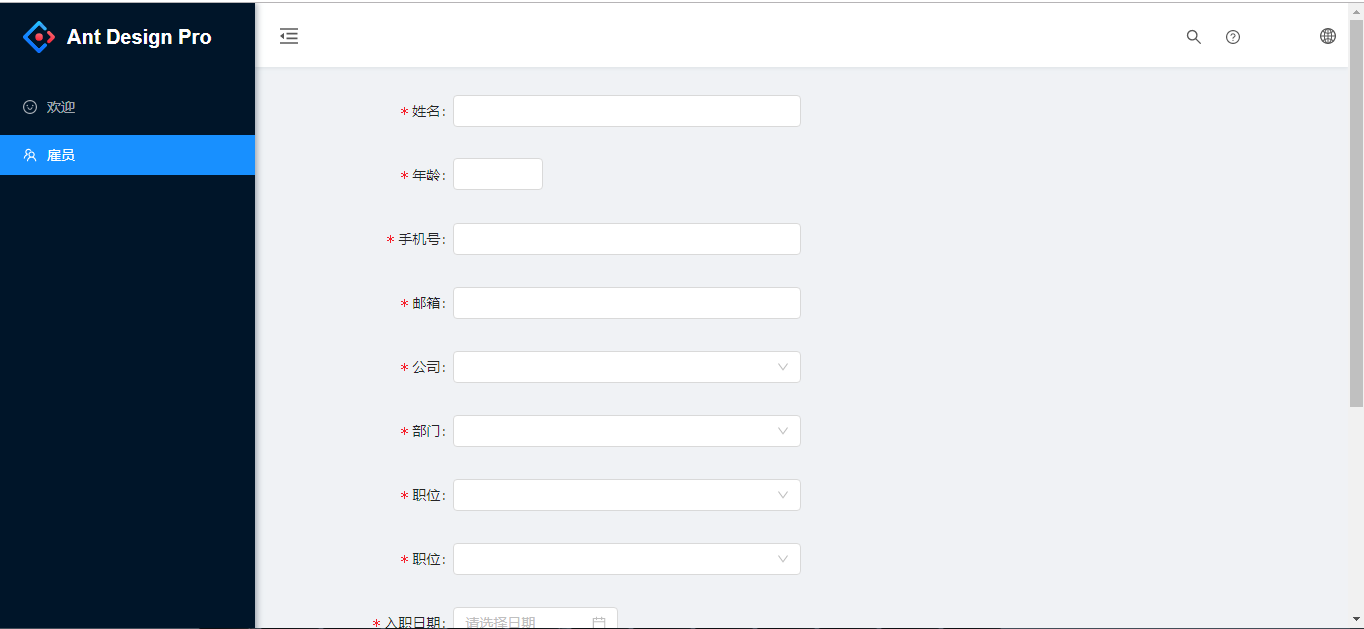 Ant Design Pro
欢迎
雇员
* 姓名:
* 年龄:
* 手机号:
* 邮箱:
* 公司:
* 部门:
* 职位:
* 职位:
* 入职日期: 请选择日期